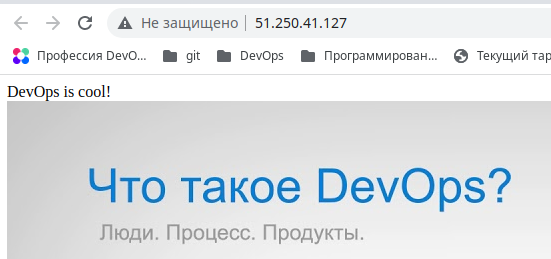 Не защищено 51.250.41.127
Профессия DevO... git DevOps Программирован... Текущий тар
DevOps is cool!
Что такое DevOps?
Люди. Процесс. Продукты.